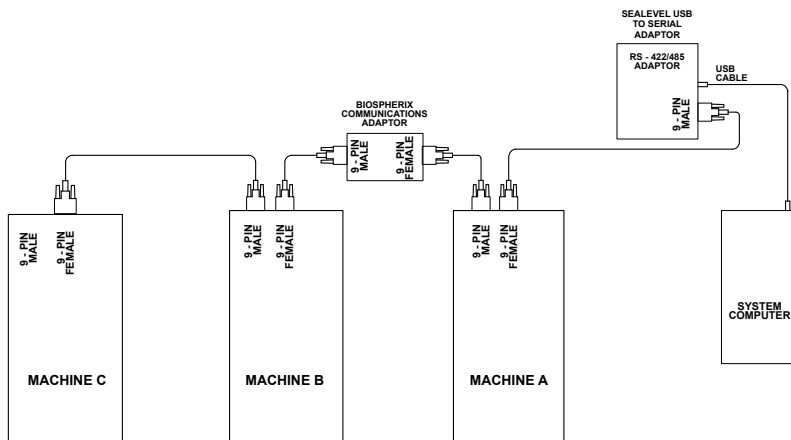 SEALEVEL USB
TO SERIAL
ADAPTOR
RS - 422/485
ADAPTOR
USB
CABLE
9 - PIN
MALE
BIOSPHERIX
COMMUNICATIONS
ADAPTOR
9 - PIN
MALE
9 - PIN
FEMALE
9 - PIN
MALE
9 - PIN
FEMALE
9 - PIN
MALE
9 - PIN
FEMALE
9 - PIN
MALE
9 - PIN
FEMALE
SYSTEM
COMPUTER
MACHINE C
MACHINE B
MACHINE A